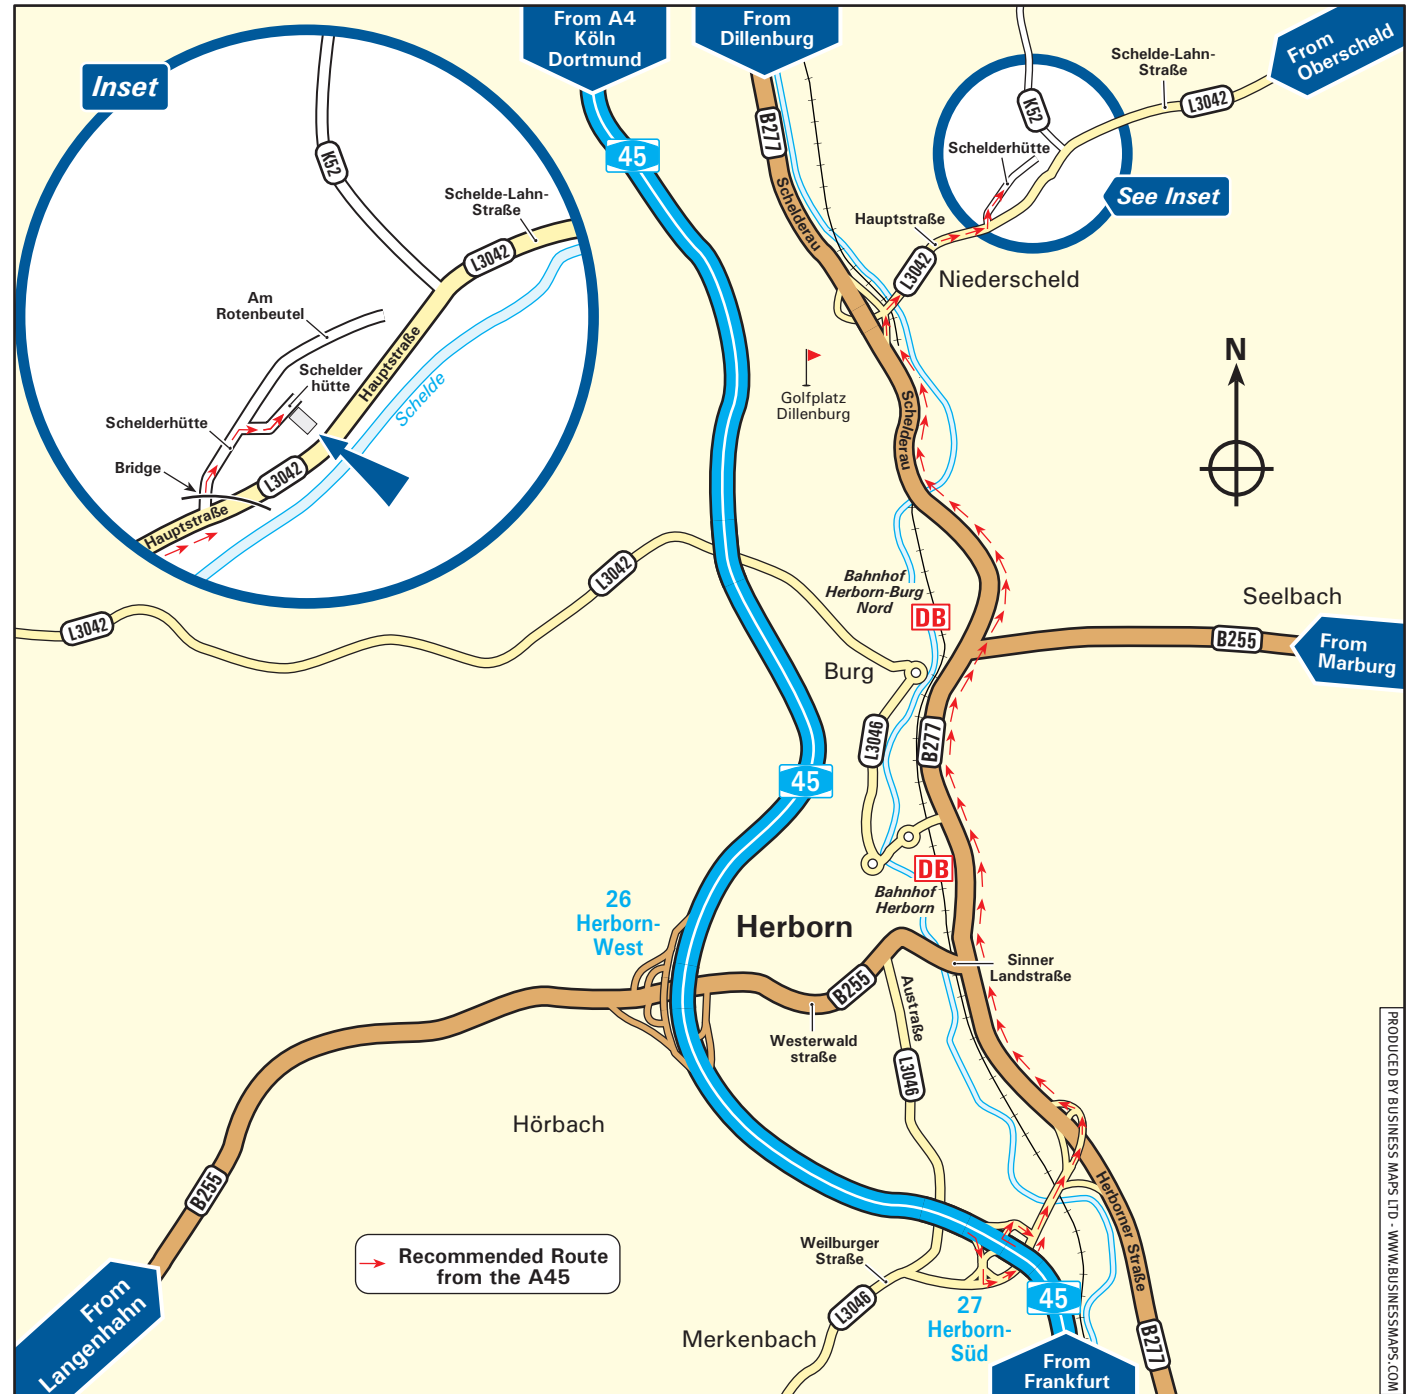 Inset
K52
Schelde-Lahn-
Straße
L3042
Am
Rotenbeutel
Schelder
hütte
Hauptstraße
Schelde
Schelderhütte
Bridge
L3042
Hauptstraße
From A4
Köln
Dortmund
From
Dillenburg
From
Oberscheld
Schelde-Lahn-
Straße
L3042
K52
Schelderhütte
See Inset
Hauptstraße
L3042
Niederscheld
45
B277
Schelderau
Golfplatz
Dillenburg
Schelderau
N
L3042
L3042
Bahnhof
Herborn-Burg
Nord
DB
Seelbach
B255
From
Marburg
Burg
L3046
B277
45
DB
Bahnhof
Herborn
26
Herborn-
West
Herborn
Sinner
Landstraße
B255
Austraße
Westerwald
straße
L3046
Hörbach
B255
Herborner Straße
Recommended Route
from the A45
Weilburger
Straße
L3046
Merkenbach
27
Herborn-
Süd
45
B277
From
Langenhahn
From
Frankfurt
PRODUCED BY BUSINESS MAPS LTD - WWW.BUSINESSMAPS.COM